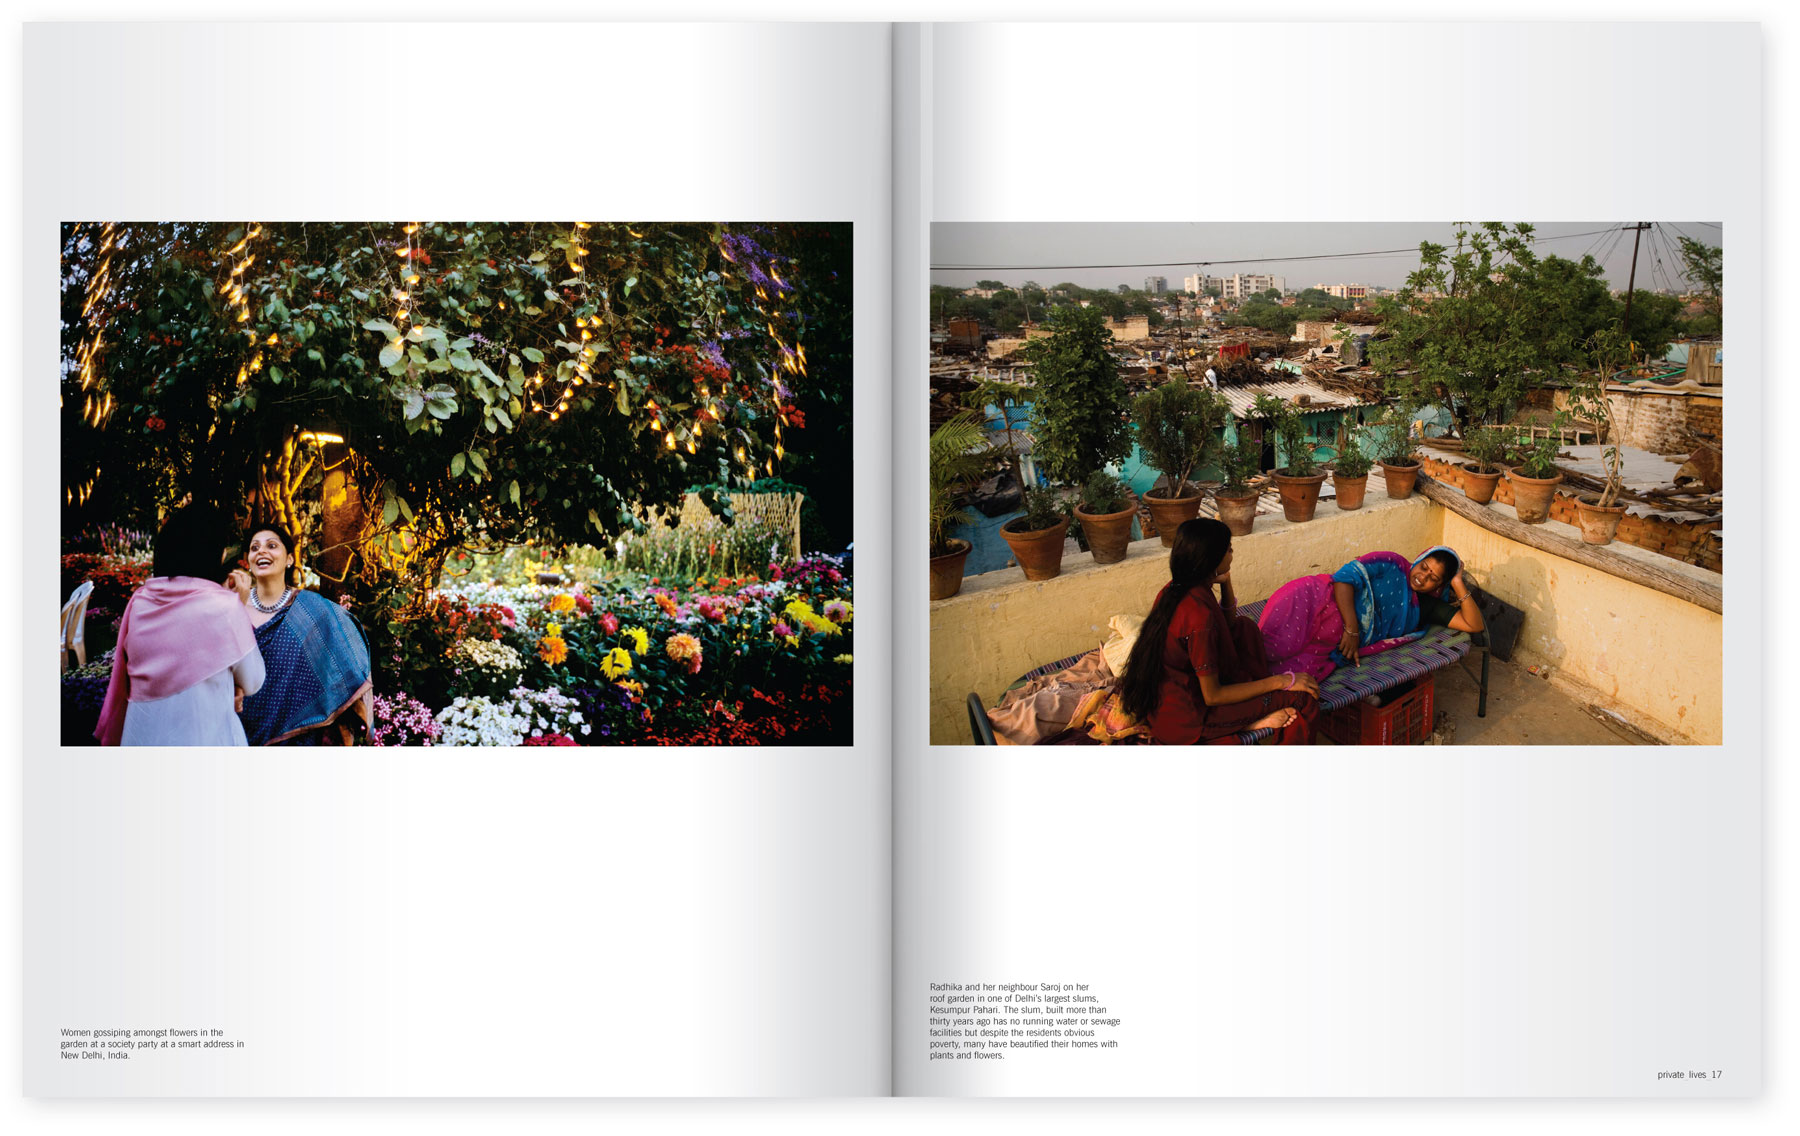 Women gossiping amongst flowers in the
garden at a society party at a smart address in
New Delhi, India.
Radhika and her neighbour Saroj on her
roof garden in one of Delhi's largest slums,
Kesumpur Pahari. The slum, built more than
thirty years ago has no running water or sewage
facilities but despite the residents obvious
poverty, many have beautified their homes with
plants and flowers.
private lives 17